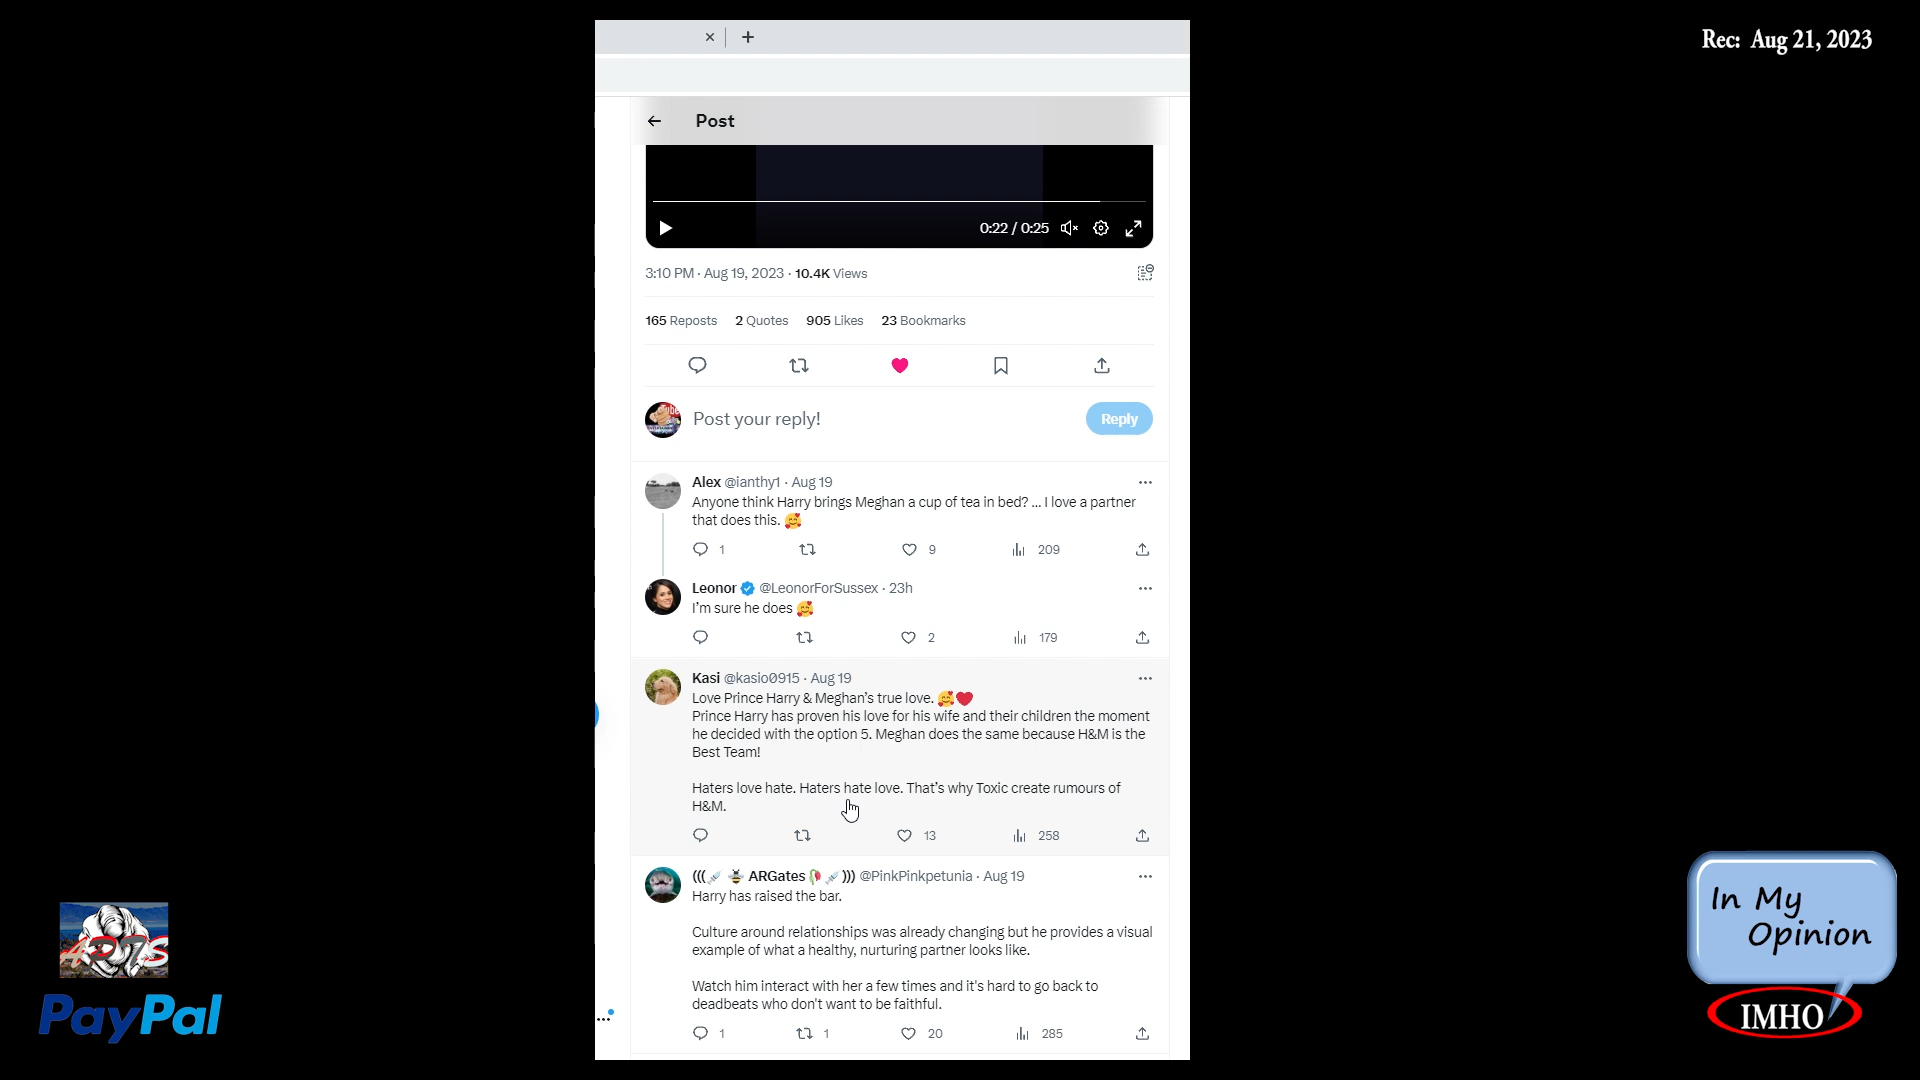 Rec: Aug 21, 2023
Post
0:22 / 0:25
3:10 PM · Aug 19, 2023 · 10.4K Views
165 Reposts 2 Quotes 905 Likes 23 Bookmarks
Post your reply!
Reply
Alex @ianthy1 · Aug 19
Anyone think Harry brings Meghan a cup of tea in bed? ... I love a partner
that does this. 🥰
1 9 209
Leonor @LeonorForSussex · 23h
I'm sure he does 🥰
2 179
Kasi @kasio0915 · Aug 19
Love Prince Harry & Meghan's true love. 🥰❤️
Prince Harry has proven his love for his wife and their children the moment
he decided with the option 5. Meghan does the same because H&M is the
Best Team!
Haters love hate. Haters hate love. That's why Toxic create rumours of
H&M.
13 258
(((💉 🐝 ARGates 🥀 💉))) @PinkPinkpetunia · Aug 19
Harry has raised the bar.
Culture around relationships was already changing but he provides a visual
example of what a healthy, nurturing partner looks like.
Watch him interact with her a few times and it's hard to go back to
deadbeats who don't want to be faithful.
1 1 20 285
PayPal
In My
Opinion
IMHO